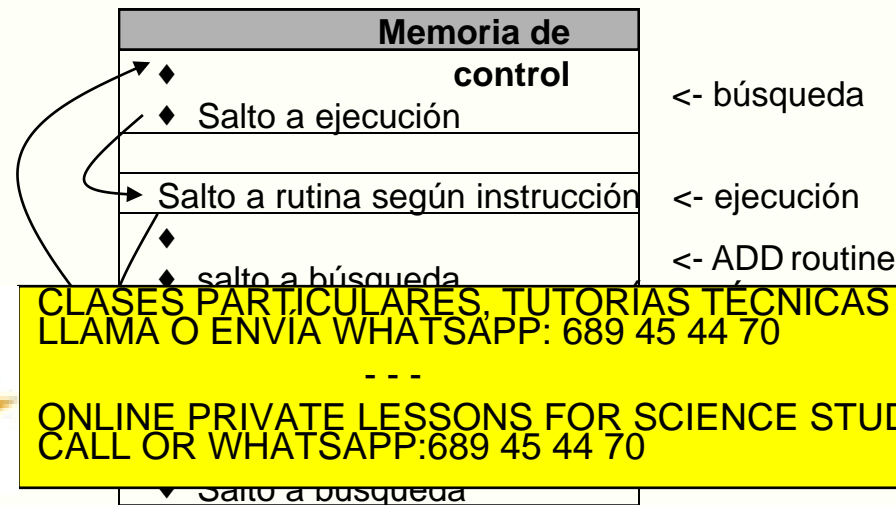 Memoria de
♦ control
<- búsqueda
♦ Salto a ejecución
Salto a rutina según instrucción
<- ejecución
♦
<- ADD routine
♦ salto a búsqueda
CLASES PARTICULARES, TUTORÍAS TÉCNICAS
LLAMA O ENVÍA WHATSAPP: 689 45 44 70
- - -
ONLINE PRIVATE LESSONS FOR SCIENCE STUD
CALL OR WHATSAPP:689 45 44 70
♦ Salto a búsqueda